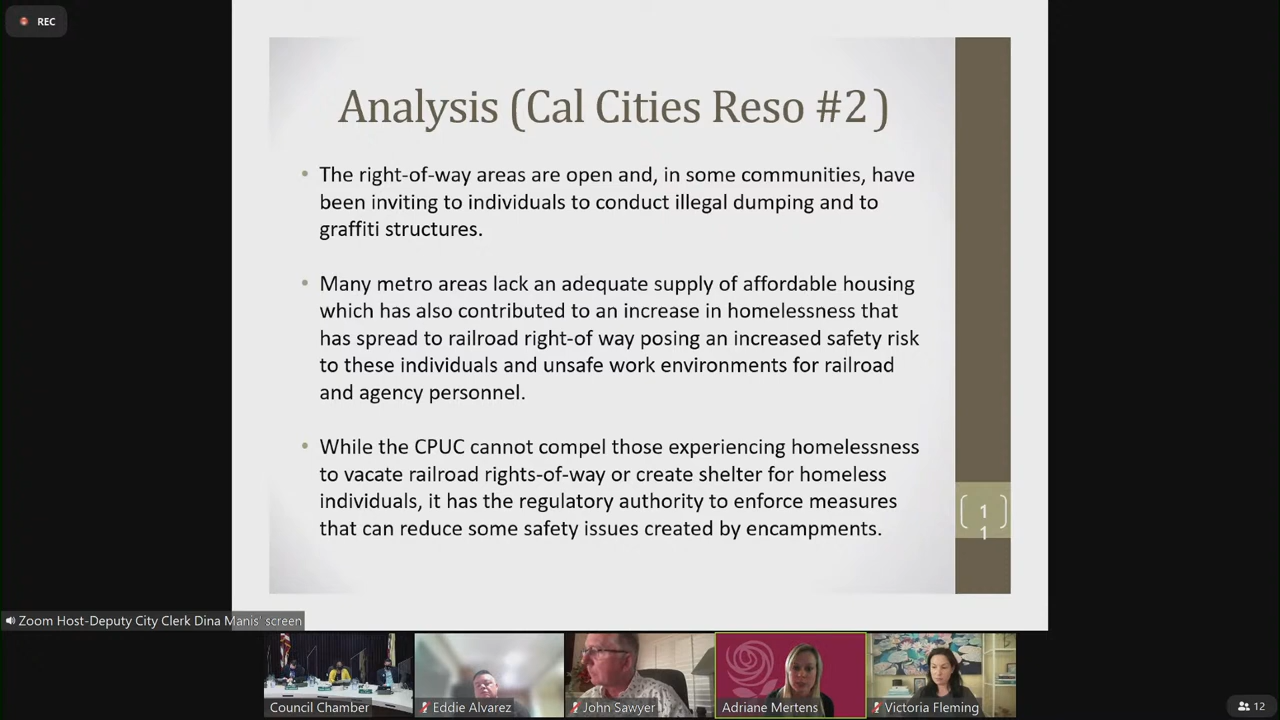 REC
Analysis (Cal Cities Reso #2)
• The right-of-way areas are open and, in some communities, have
been inviting to individuals to conduct illegal dumping and to
graffiti structures.
• Many metro areas lack an adequate supply of affordable housing
which has also contributed to an increase in homelessness that
has spread to railroad right-of way posing an increased safety risk
to these individuals and unsafe work environments for railroad
and agency personnel.
• While the CPUC cannot compel those experiencing homelessness
to vacate railroad rights-of-way or create shelter for homeless
individuals, it has the regulatory authority to enforce measures
that can reduce some safety issues created by encampments.
1
1
Zoom Host-Deputy City Clerk Dina Manis' screen
Council Chamber
Eddie Alvarez
John Sawyer
Adriane Mertens
Victoria Fleming
12